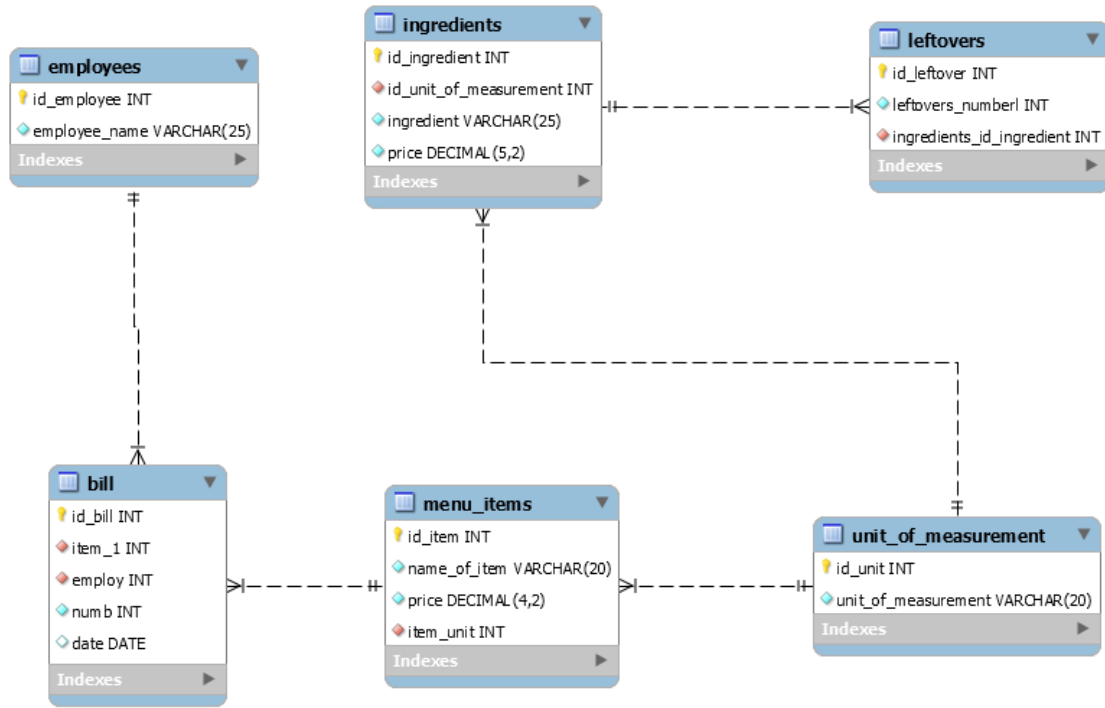 employees
id_employee INT
employee_name VARCHAR(25)
Indexes
ingredients
id_ingredient INT
id_unit_of_measurement INT
ingredient VARCHAR(25)
price DECIMAL(5,2)
Indexes
leftovers
id_leftover INT
leftovers_numberl INT
ingredients_id_ingredient INT
Indexes
bill
id_bill INT
item_1 INT
employ INT
numb INT
date DATE
Indexes
menu_items
id_item INT
name_of_item VARCHAR(20)
price DECIMAL(4,2)
item_unit INT
Indexes
unit_of_measurement
id_unit INT
unit_of_measurement VARCHAR(20)
Indexes